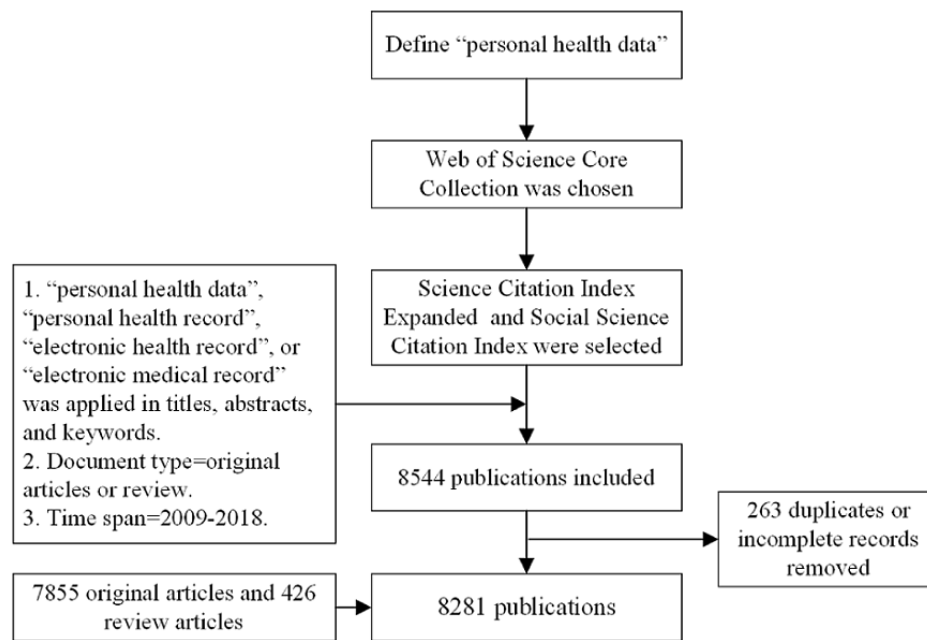 Define “personal health data”
Web of Science Core
Collection was chosen
Science Citation Index
Expanded and Social Science
Citation Index were selected
1. “personal health data”,
“personal health record”,
“electronic health record”, or
“electronic medical record”
was applied in titles, abstracts,
and keywords.
2. Document type=original
articles or review.
3. Time span=2009-2018.
8544 publications included
263 duplicates or
incomplete records
removed
7855 original articles and 426
review articles
8281 publications